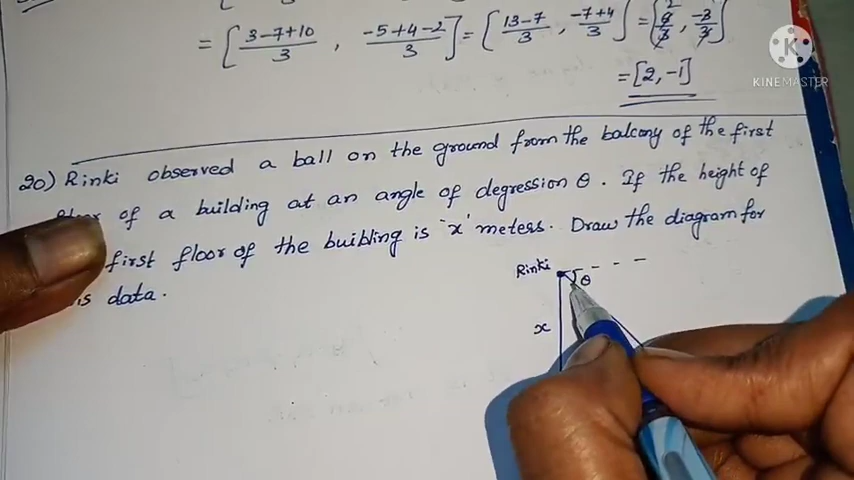 = [ 3-7+10/3 , -5+4-2/3 ] = [ 13-7/3 , -7+4/3 ] = [ 6/3 , -3/3 ]
= [2, -1]
K
KINEMASTER
20) Rinki observed a ball on the ground from the balcony of the first
of a building at an angle of degression θ. If the height of
first floor of the buibling is 'x' meters. Draw the diagram for
is data.
Rinki
θ
x